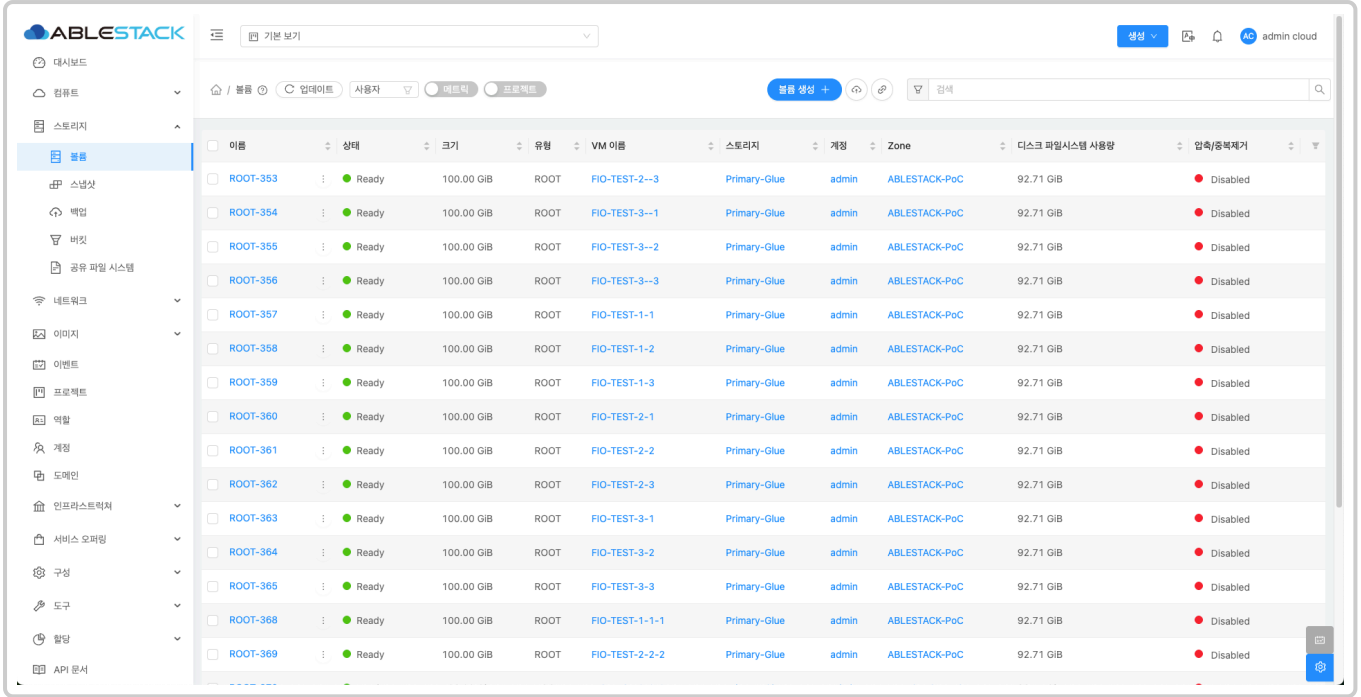 ABLESTACK
기본 보기
생성
AC admin cloud
대시보드
컴퓨트
스토리지
볼륨
스냅샷
백업
버킷
공유 파일 시스템
네트워크
이미지
이벤트
프로젝트
역할
계정
도메인
인프라스트럭쳐
서비스 오퍼링
구성
도구
할당
API 문서
/ 볼륨 업데이트 사용자 메트릭 프로젝트 볼륨 생성 + 검색
이름 상태 크기 유형 VM 이름 스토리지 계정 Zone 디스크 파일시스템 사용량 압축/중복제거
ROOT-353 Ready 100.00 GiB ROOT FIO-TEST-2--3 Primary-Glue admin ABLESTACK-PoC 92.71 GiB Disabled
ROOT-354 Ready 100.00 GiB ROOT FIO-TEST-3--1 Primary-Glue admin ABLESTACK-PoC 92.71 GiB Disabled
ROOT-355 Ready 100.00 GiB ROOT FIO-TEST-3--2 Primary-Glue admin ABLESTACK-PoC 92.71 GiB Disabled
ROOT-356 Ready 100.00 GiB ROOT FIO-TEST-3--3 Primary-Glue admin ABLESTACK-PoC 92.71 GiB Disabled
ROOT-357 Ready 100.00 GiB ROOT FIO-TEST-1-1 Primary-Glue admin ABLESTACK-PoC 92.71 GiB Disabled
ROOT-358 Ready 100.00 GiB ROOT FIO-TEST-1-2 Primary-Glue admin ABLESTACK-PoC 92.71 GiB Disabled
ROOT-359 Ready 100.00 GiB ROOT FIO-TEST-1-3 Primary-Glue admin ABLESTACK-PoC 92.71 GiB Disabled
ROOT-360 Ready 100.00 GiB ROOT FIO-TEST-2-1 Primary-Glue admin ABLESTACK-PoC 92.71 GiB Disabled
ROOT-361 Ready 100.00 GiB ROOT FIO-TEST-2-2 Primary-Glue admin ABLESTACK-PoC 92.71 GiB Disabled
ROOT-362 Ready 100.00 GiB ROOT FIO-TEST-2-3 Primary-Glue admin ABLESTACK-PoC 92.71 GiB Disabled
ROOT-363 Ready 100.00 GiB ROOT FIO-TEST-3-1 Primary-Glue admin ABLESTACK-PoC 92.71 GiB Disabled
ROOT-364 Ready 100.00 GiB ROOT FIO-TEST-3-2 Primary-Glue admin ABLESTACK-PoC 92.71 GiB Disabled
ROOT-365 Ready 100.00 GiB ROOT FIO-TEST-3-3 Primary-Glue admin ABLESTACK-PoC 92.71 GiB Disabled
ROOT-368 Ready 100.00 GiB ROOT FIO-TEST-1-1-1 Primary-Glue admin ABLESTACK-PoC 92.71 GiB Disabled
ROOT-369 Ready 100.00 GiB ROOT FIO-TEST-2-2-2 Primary-Glue admin ABLESTACK-PoC 92.71 GiB Disabled